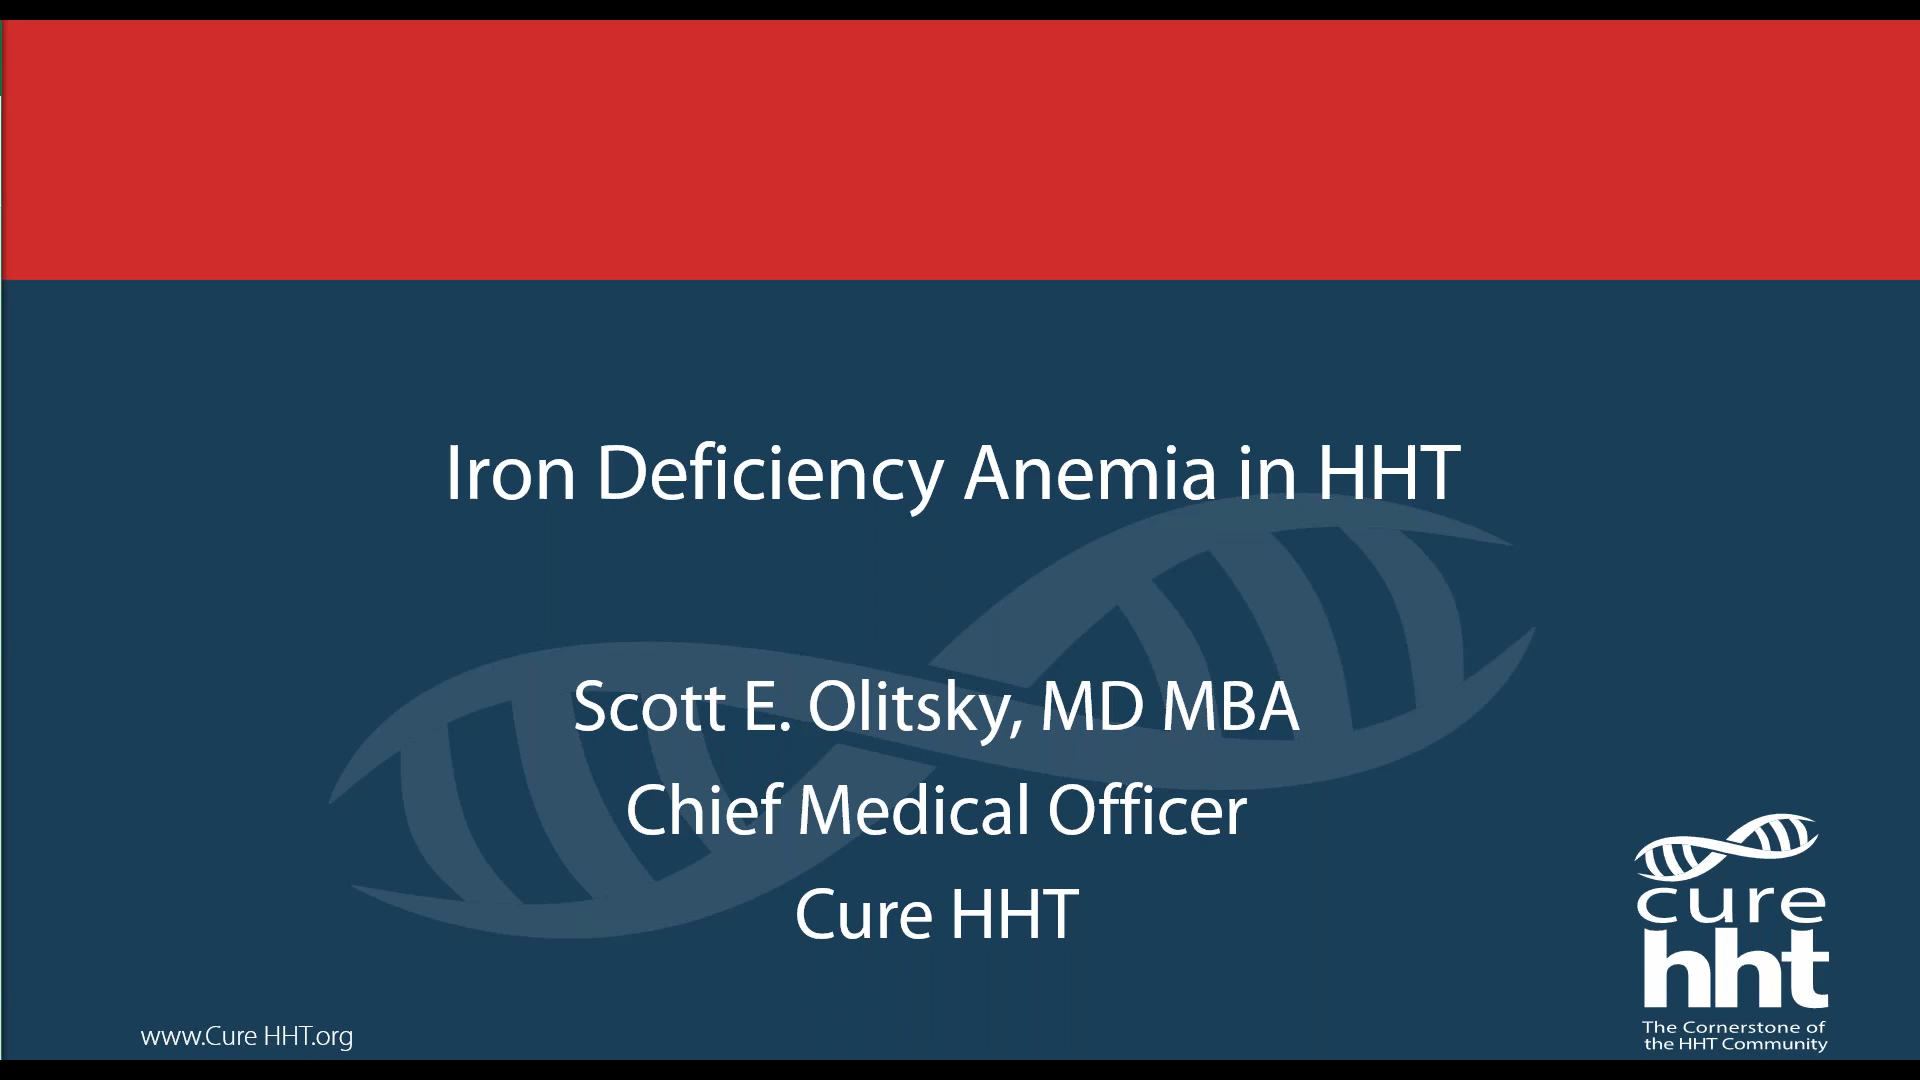 Iron Deficiency Anemia in HHT
Scott E. Olitsky, MD MBA
Chief Medical Officer
Cure HHT
www.Cure HHT.org
cure
hht
The Cornerstone of
the HHT Community